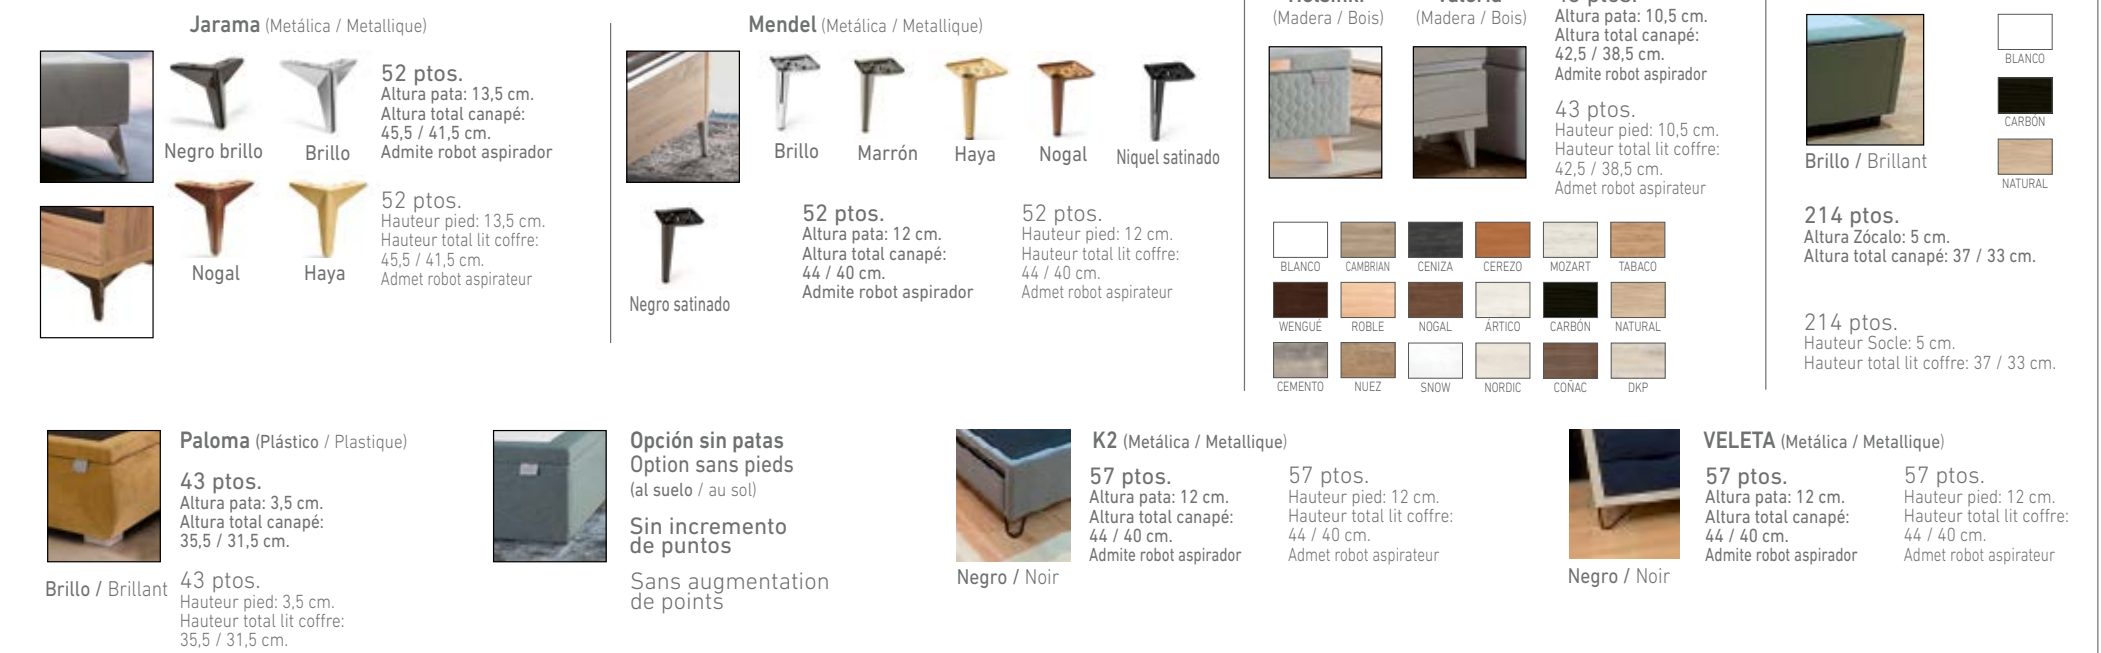 Jarama (Metálica / Metallique)
Negro brillo
Brillo
Nogal
Haya
52 ptos.
Altura pata: 13,5 cm.
Altura total canapé:
45,5 / 41,5 cm.
Admite robot aspirador
52 ptos.
Hauteur pied: 13,5 cm.
Hauteur total lit coffre:
45,5 / 41,5 cm.
Admet robot aspirateur
Mendel (Metálica / Metallique)
Brillo
Marrón
Haya
Nogal
Niquel satinado
Negro satinado
52 ptos.
Altura pata: 12 cm.
Altura total canapé:
44 / 40 cm.
Admite robot aspirador
52 ptos.
Hauteur pied: 12 cm.
Hauteur total lit coffre:
44 / 40 cm.
Admet robot aspirateur
(Madera / Bois)
(Madera / Bois)
Altura pata: 10,5 cm.
Altura total canapé:
42,5 / 38,5 cm.
Admite robot aspirador
43 ptos.
Hauteur pied: 10,5 cm.
Hauteur total lit coffre:
42,5 / 38,5 cm.
Admet robot aspirateur
BLANCO
CAMBRIAN
CENIZA
CEREZO
MOZART
TABACO
WENGUÉ
ROBLE
NOGAL
ÁRTICO
CARBÓN
NATURAL
CEMENTO
NUEZ
SNOW
NORDIC
COÑAC
DKP
BLANCO
CARBÓN
NATURAL
Brillo / Brillant
214 ptos.
Altura Zócalo: 5 cm.
Altura total canapé: 37 / 33 cm.
214 ptos.
Hauteur Socle: 5 cm.
Hauteur total lit coffre: 37 / 33 cm.
Paloma (Plástico / Plastique)
43 ptos.
Altura pata: 3,5 cm.
Altura total canapé:
35,5 / 31,5 cm.
Brillo / Brillant
43 ptos.
Hauteur pied: 3,5 cm.
Hauteur total lit coffre:
35,5 / 31,5 cm.
Opción sin patas
Option sans pieds
(al suelo / au sol)
Sin incremento
de puntos
Sans augmentation
de points
K2 (Metálica / Metallique)
57 ptos.
Altura pata: 12 cm.
Altura total canapé:
44 / 40 cm.
Admite robot aspirador
57 ptos.
Hauteur pied: 12 cm.
Hauteur total lit coffre:
44 / 40 cm.
Admet robot aspirateur
Negro / Noir
VELETA (Metálica / Metallique)
57 ptos.
Altura pata: 12 cm.
Altura total canapé:
44 / 40 cm.
Admite robot aspirador
57 ptos.
Hauteur pied: 12 cm.
Hauteur total lit coffre:
44 / 40 cm.
Admet robot aspirateur
Negro / Noir